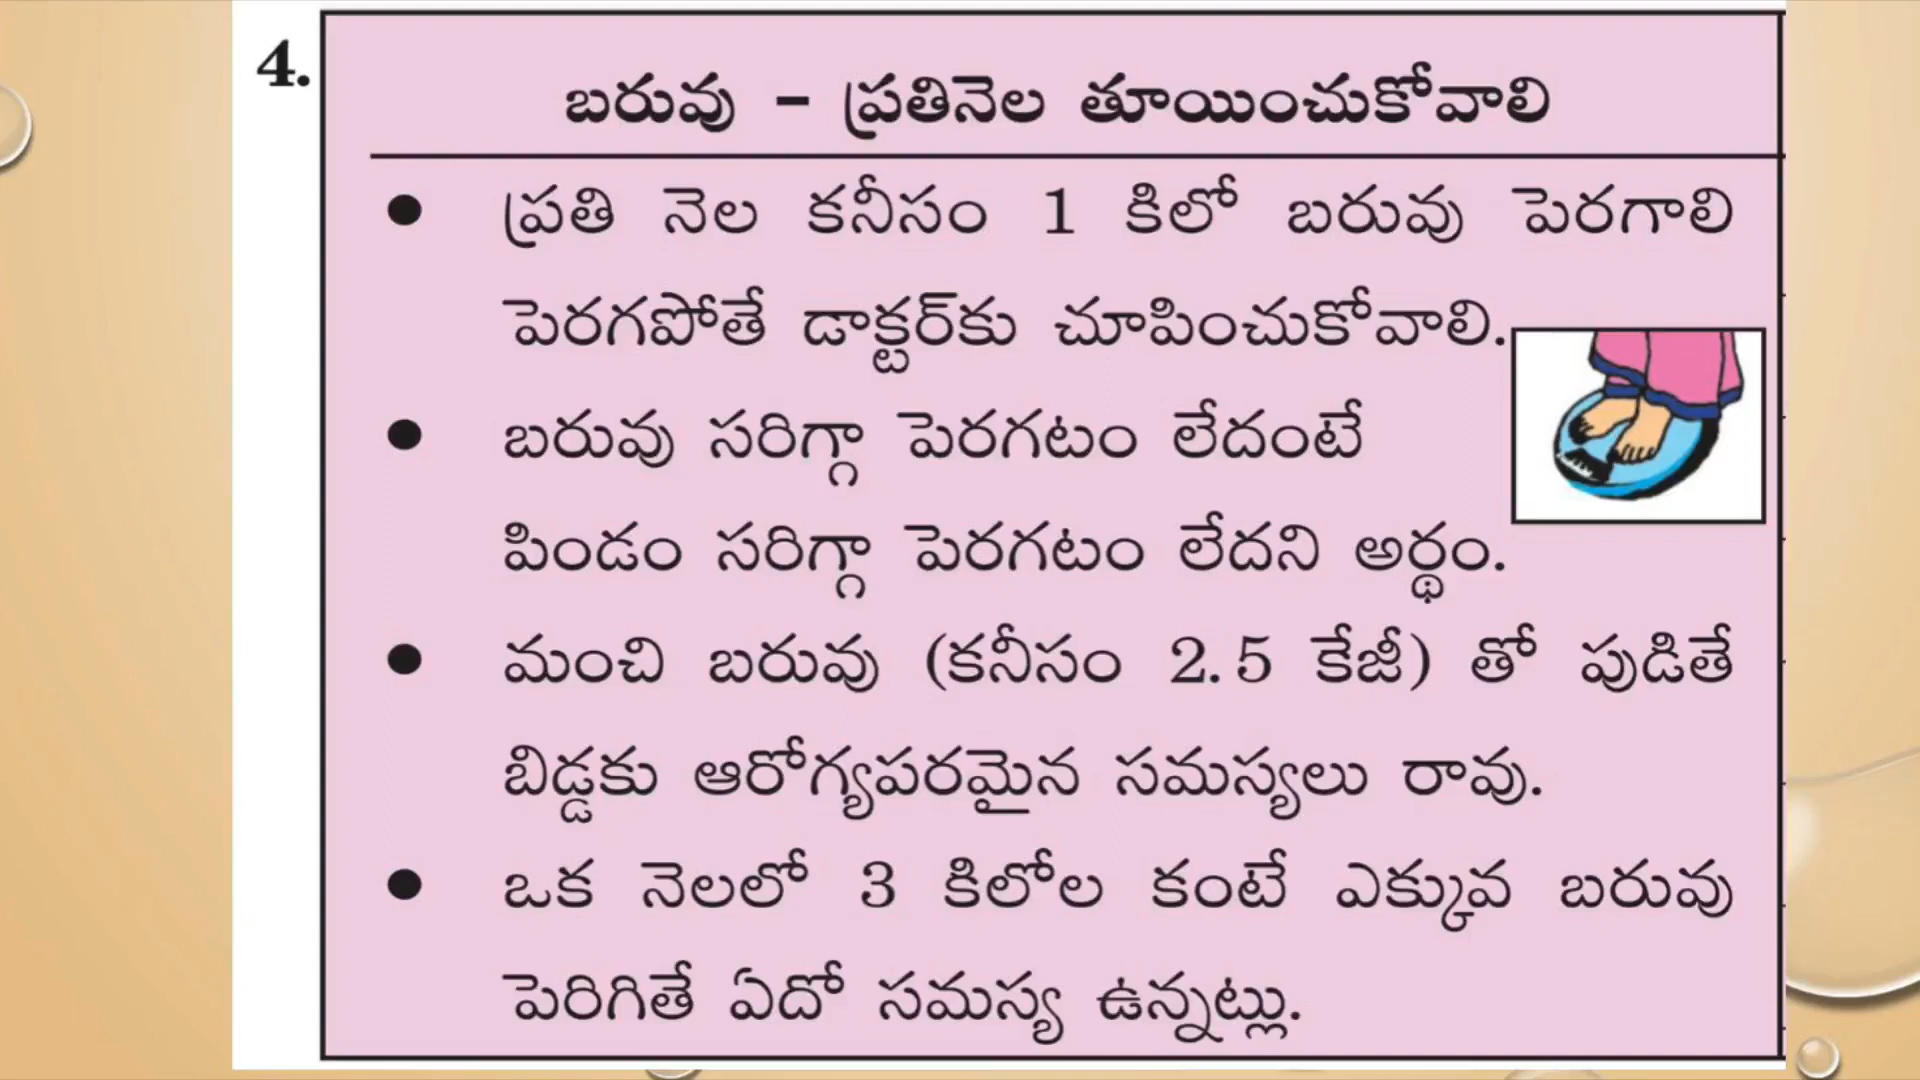 4.
బరువు - ప్రతినెల తూయించుకోవాలి
● ప్రతి నెల కనీసం 1 కిలో బరువు పెరగాలి
పెరగపోతే డాక్టర్‌కు చూపించుకోవాలి.
● బరువు సరిగ్గా పెరగటం లేదంటే
పిండం సరిగ్గా పెరగటం లేదని అర్థం.
● మంచి బరువు (కనీసం 2.5 కేజీ) తో పుడితే
బిడ్డకు ఆరోగ్యపరమైన సమస్యలు రావు.
● ఒక నెలలో 3 కిలోల కంటే ఎక్కువ బరువు
పెరిగితే ఏదో సమస్య ఉన్నట్లు.